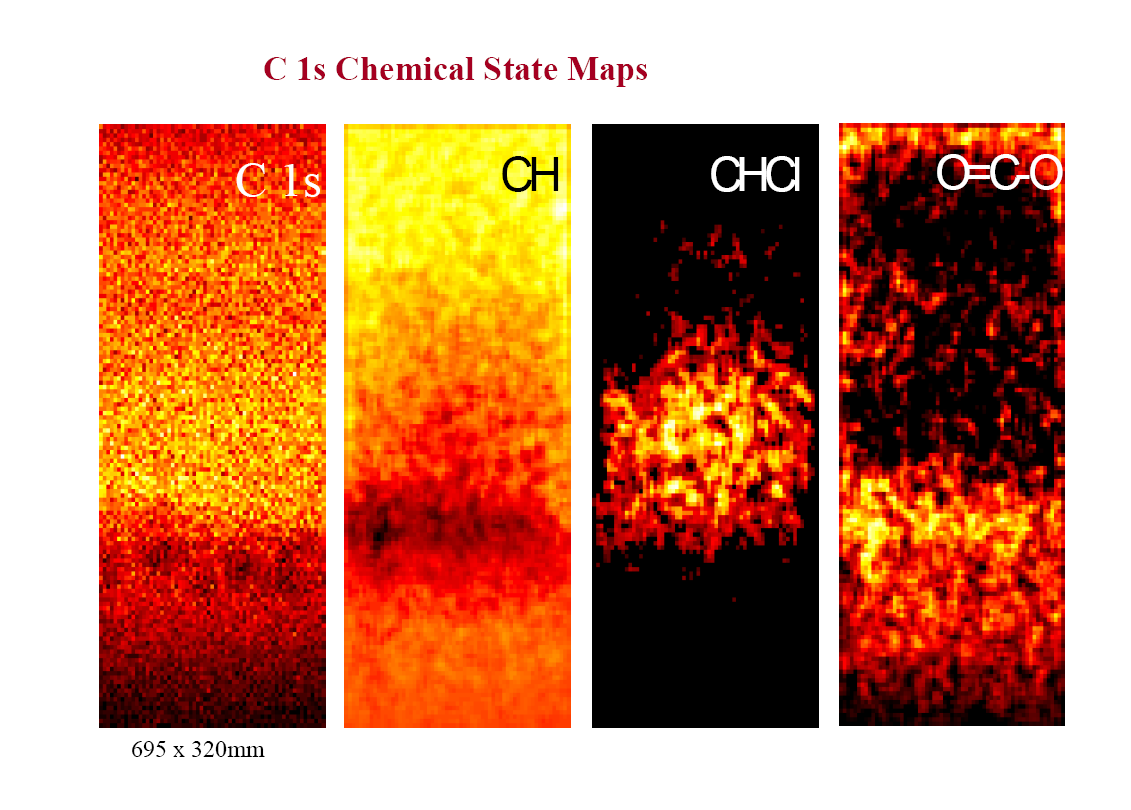 C 1s Chemical State Maps
C 1s
CH
CHCl
O=C-O
695 x 320mm